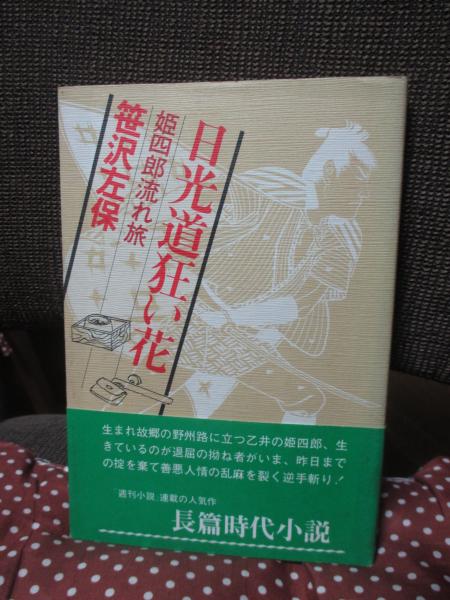 日光道狂い花
姫四郎流れ旅
笹沢左保
生まれ故郷の野州路に立つ乙井の姫四郎、生
きているのが退屈の拗ね者がいま、昨日まで
の掟を棄て善悪人情の乱麻を裂く逆手斬り!
「週刊小説」連載の人気作
長篇時代小説